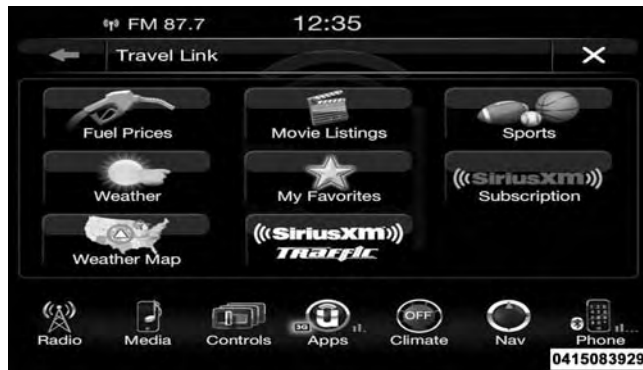 FM 87.7 12:35
Travel Link
Fuel Prices Movie Listings Sports
Weather My Favorites ((SiriusXM)) Subscription
Weather Map ((SiriusXM)) Traffic
3G OFF
Radio Media Controls Apps Climate Nav Phone
0415083929